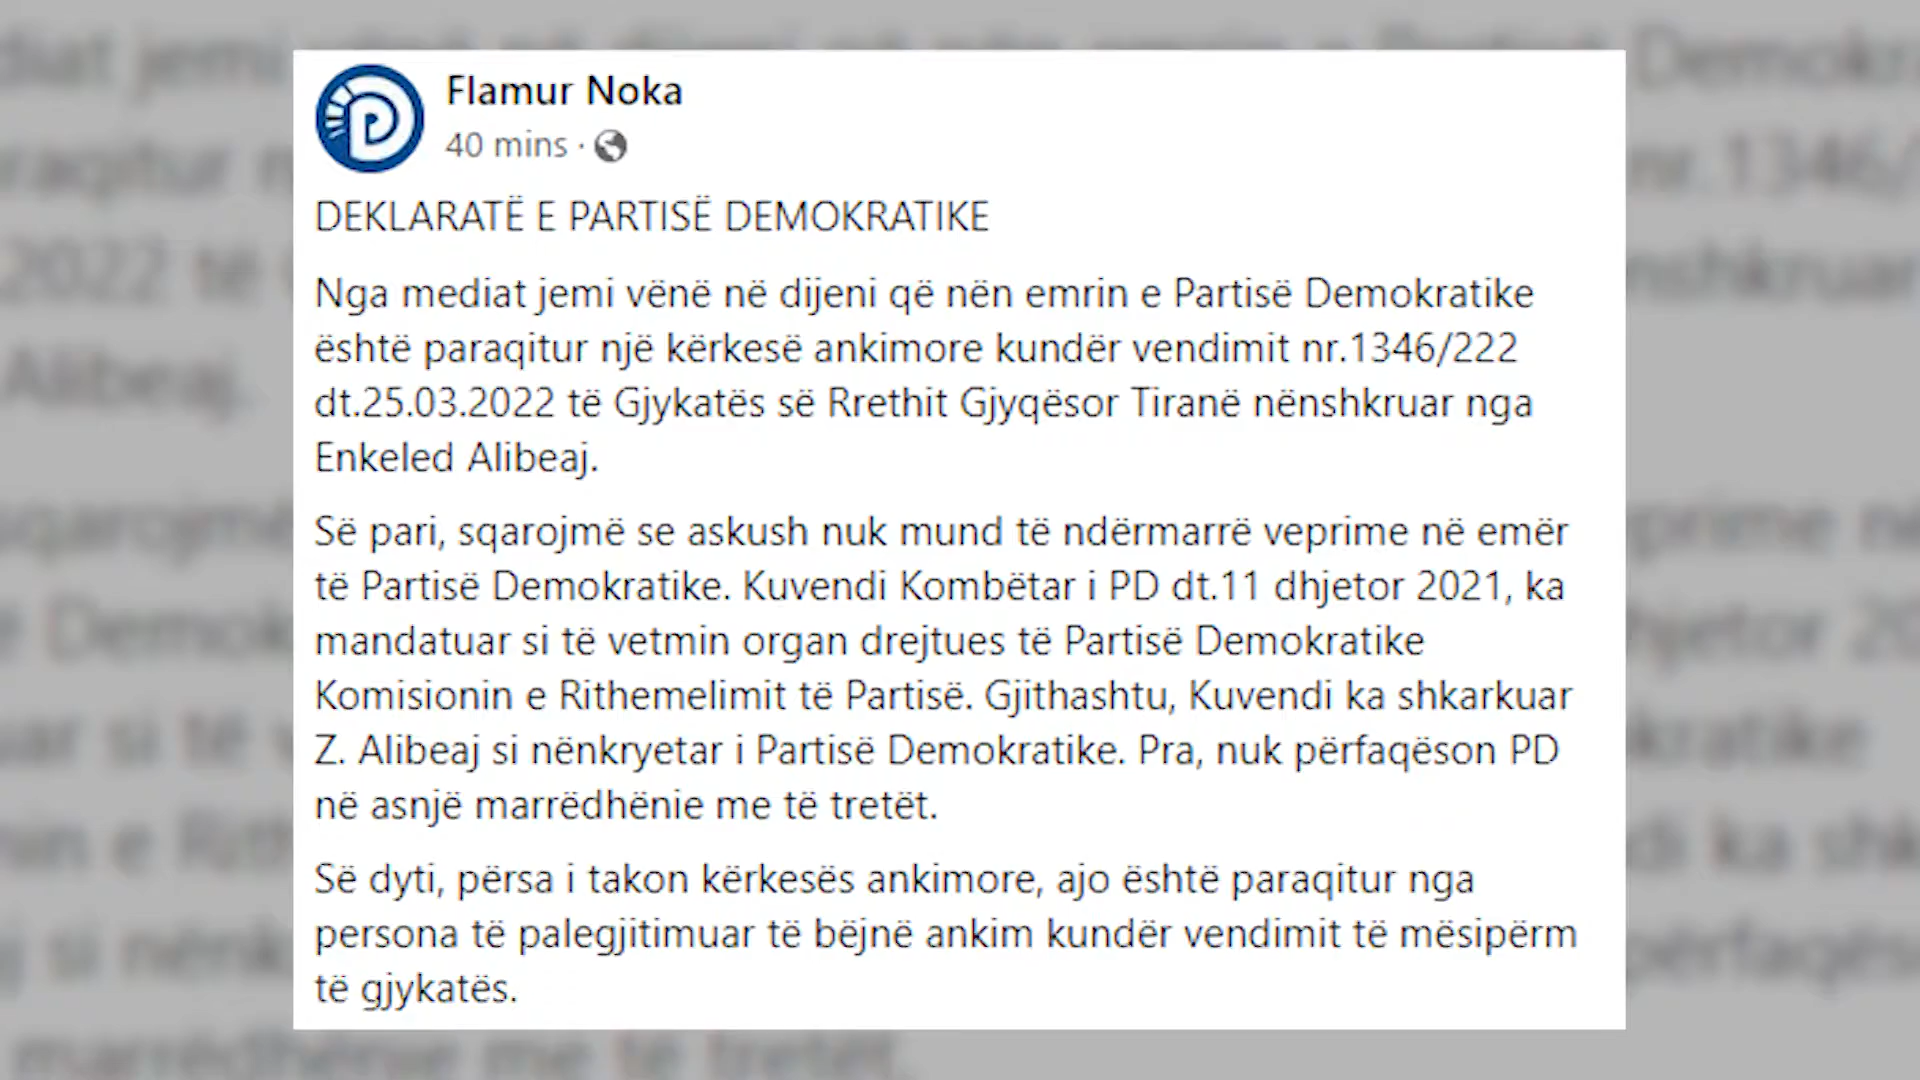 Flamur Noka
40 mins ·
DEKLARATË E PARTISË DEMOKRATIKE
Nga mediat jemi vënë në dijeni që nën emrin e Partisë Demokratike
është paraqitur një kërkesë ankimore kundër vendimit nr.1346/222
dt.25.03.2022 të Gjykatës së Rrethit Gjyqësor Tiranë nënshkruar nga
Enkeled Alibeaj.
Së pari, sqarojmë se askush nuk mund të ndërmarrë veprime në emër
të Partisë Demokratike. Kuvendi Kombëtar i PD dt.11 dhjetor 2021, ka
mandatuar si të vetmin organ drejtues të Partisë Demokratike
Komisionin e Rithemelimit të Partisë. Gjithashtu, Kuvendi ka shkarkuar
Z. Alibeaj si nënkryetar i Partisë Demokratike. Pra, nuk përfaqëson PD
në asnjë marrëdhënie me të tretët.
Së dyti, përsa i takon kërkesës ankimore, ajo është paraqitur nga
persona të palegjitimuar të bëjnë ankim kundër vendimit të mësipërm
të gjykatës.